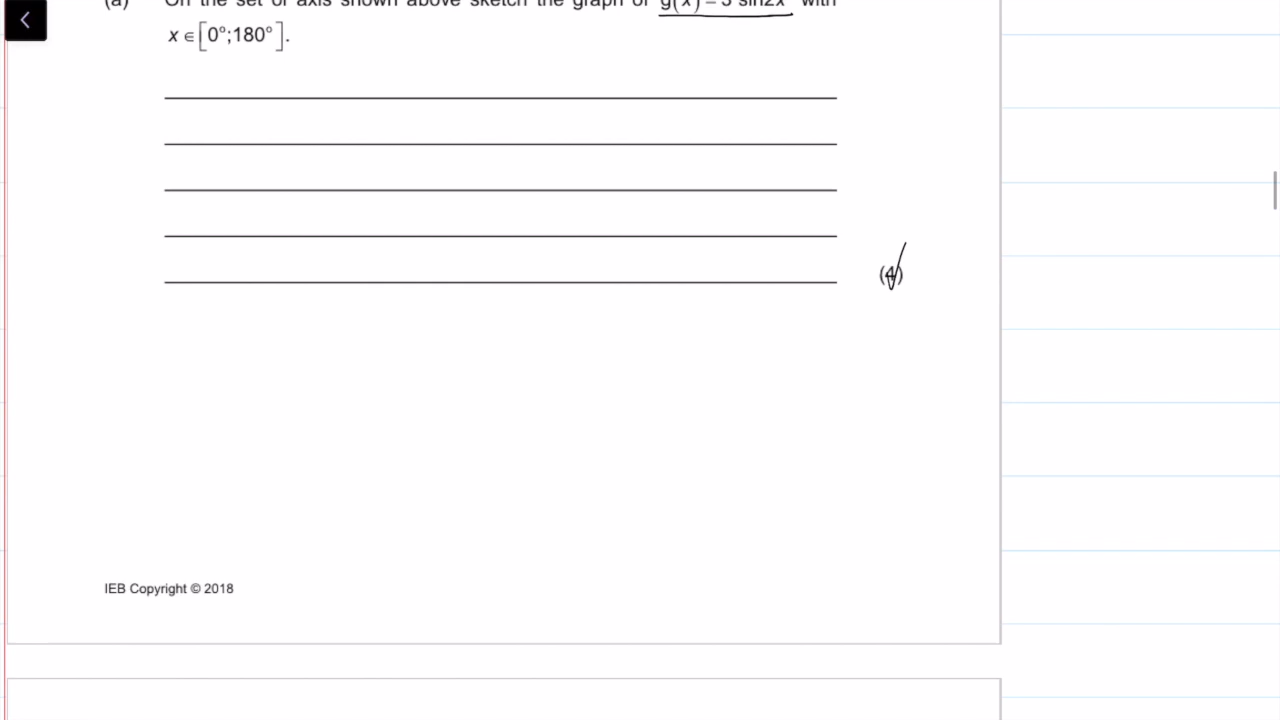 (a) On the set of axis shown above sketch the graph of g(x) = 3 sin2x with
x ∈ [0°;180°].
(4)
IEB Copyright © 2018